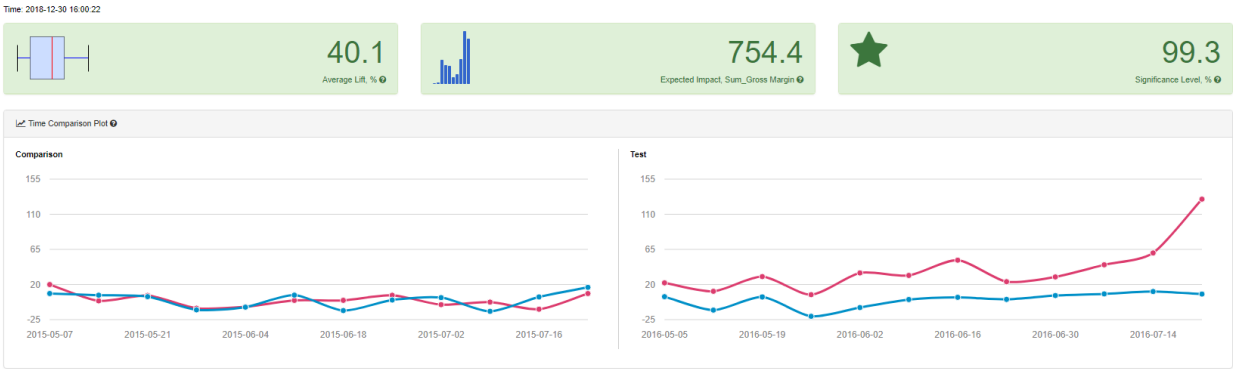 Time: 2018-12-30 16:00:22
40.1
Average Lift, %
754.4
Expected Impact, Sum_Gross Margin
99.3
Significance Level, %
Time Comparison Plot
Comparison
155
110
65
20
-25
2015-05-07 2015-05-21 2015-06-04 2015-06-18 2015-07-02 2015-07-16
Test
155
110
65
20
-25
2016-05-05 2016-05-19 2016-06-02 2016-06-16 2016-06-30 2016-07-14